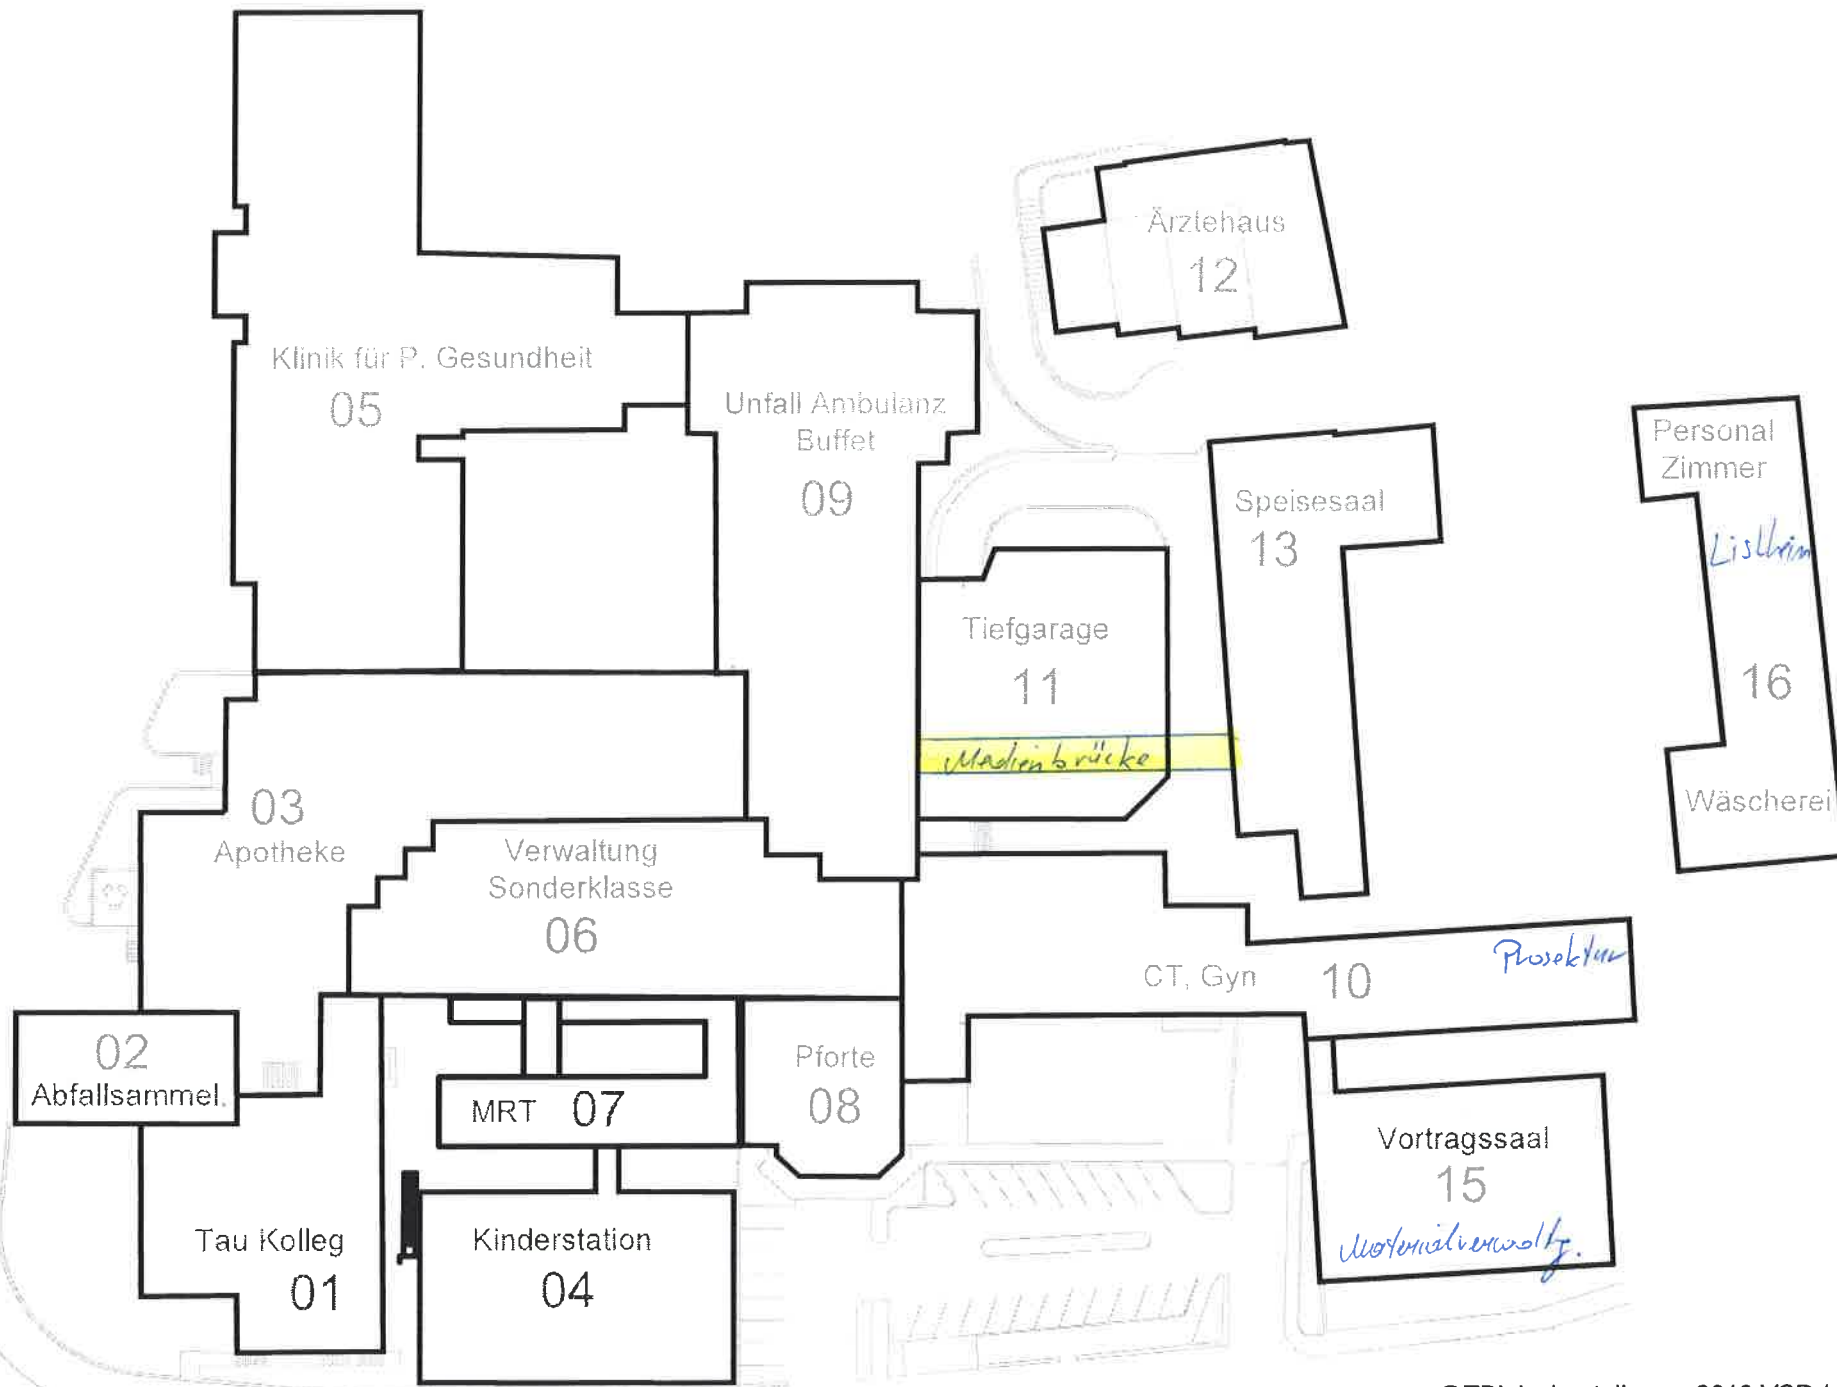 Ärztehaus
12
Klinik für P. Gesundheit
05
Unfall Ambulanz
Buffet
09
Personal
Zimmer
Speisesaal
13
Tiefgarage
11
16
Medienbrücke
Wäscherei
03
Apotheke
Verwaltung
Sonderklasse
06
Prosektur
CT, Gyn 10
02
Abfallsammel.
Pforte
08
MRT 07
Vortragssaal
15
Tau Kolleg
01
Kinderstation
04
Materialverwaltg.